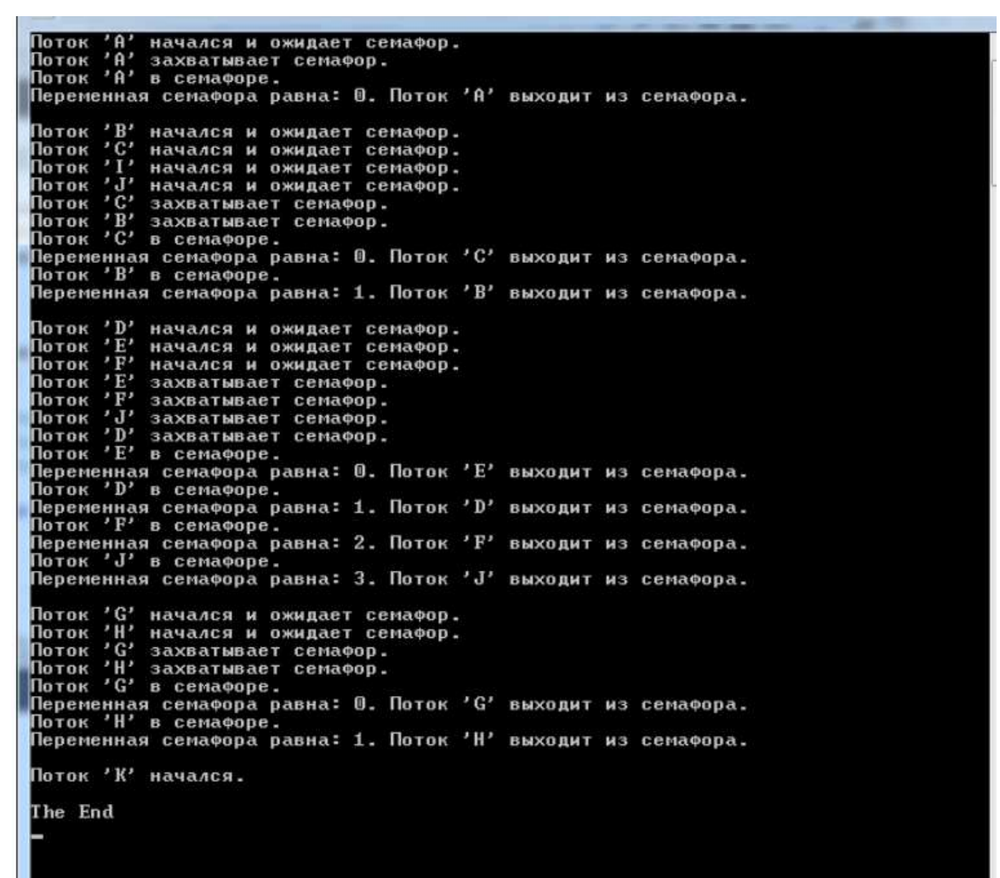 Поток 'A' начался и ожидает семафор.
Поток 'A' захватывает семафор.
Поток 'A' в семафоре.
Переменная семафора равна: 0. Поток 'A' выходит из семафора.
Поток 'B' начался и ожидает семафор.
Поток 'C' начался и ожидает семафор.
Поток 'I' начался и ожидает семафор.
Поток 'J' начался и ожидает семафор.
Поток 'C' захватывает семафор.
Поток 'B' захватывает семафор.
Поток 'C' в семафоре.
Переменная семафора равна: 0. Поток 'C' выходит из семафора.
Поток 'B' в семафоре.
Переменная семафора равна: 1. Поток 'B' выходит из семафора.
Поток 'D' начался и ожидает семафор.
Поток 'E' начался и ожидает семафор.
Поток 'F' начался и ожидает семафор.
Поток 'E' захватывает семафор.
Поток 'F' захватывает семафор.
Поток 'J' захватывает семафор.
Поток 'D' захватывает семафор.
Поток 'E' в семафоре.
Переменная семафора равна: 0. Поток 'E' выходит из семафора.
Поток 'D' в семафоре.
Переменная семафора равна: 1. Поток 'D' выходит из семафора.
Поток 'F' в семафоре.
Переменная семафора равна: 2. Поток 'F' выходит из семафора.
Поток 'J' в семафоре.
Переменная семафора равна: 3. Поток 'J' выходит из семафора.
Поток 'G' начался и ожидает семафор.
Поток 'H' начался и ожидает семафор.
Поток 'G' захватывает семафор.
Поток 'H' захватывает семафор.
Поток 'G' в семафоре.
Переменная семафора равна: 0. Поток 'G' выходит из семафора.
Поток 'H' в семафоре.
Переменная семафора равна: 1. Поток 'H' выходит из семафора.
Поток 'K' начался.
The End